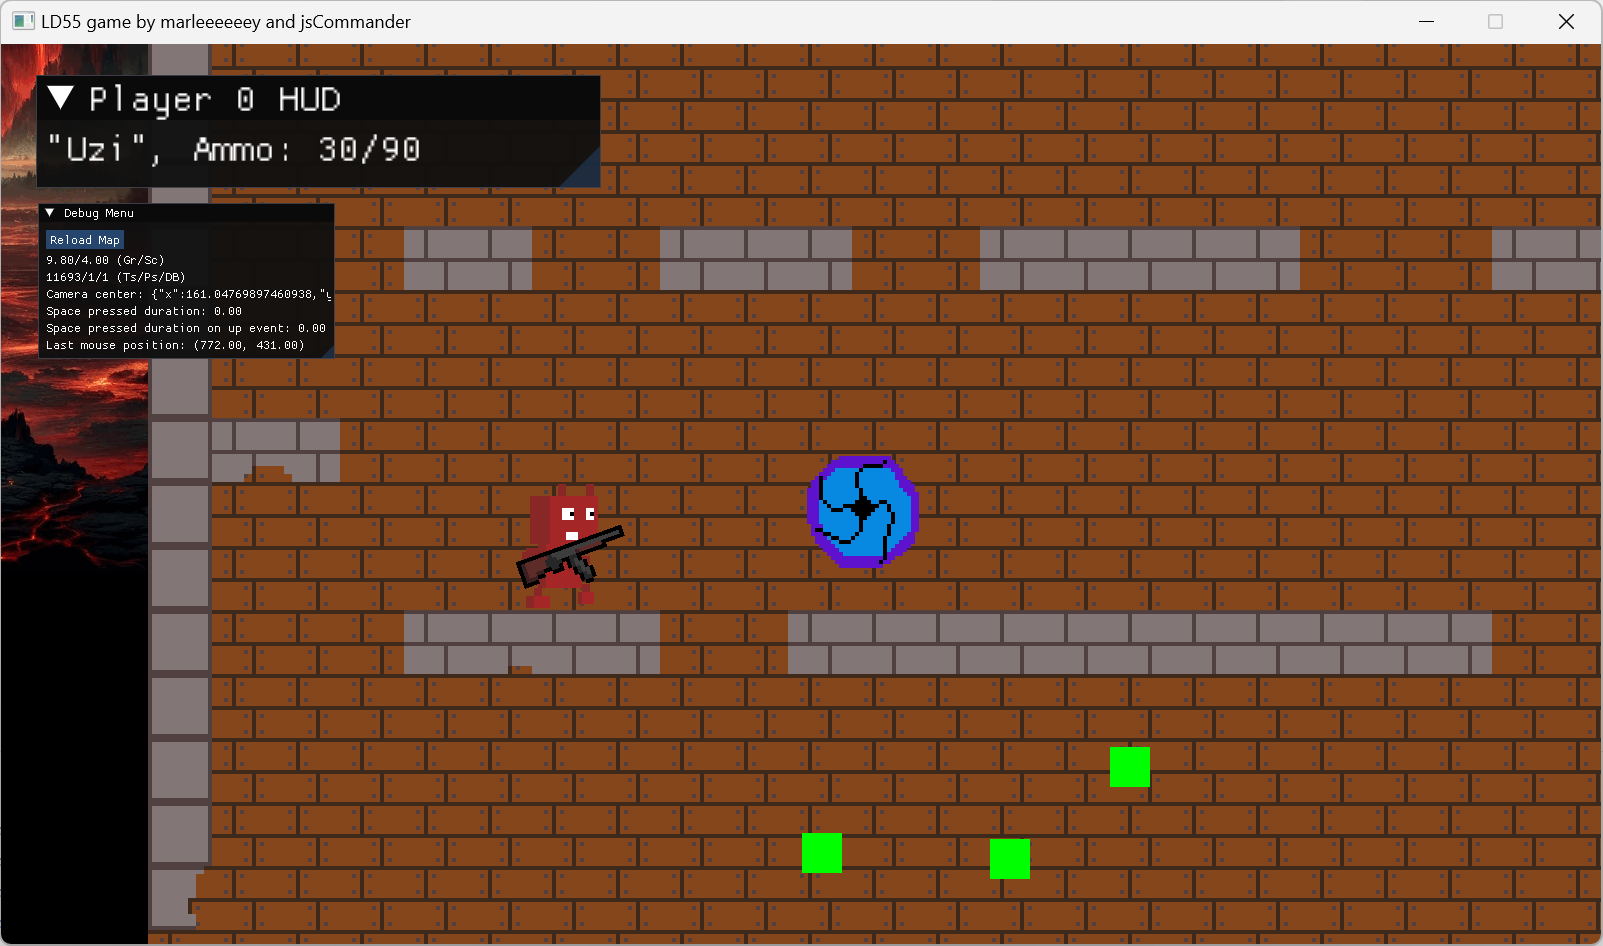 LD55 game by marleeeeeey and jsCommander
Player 0 HUD
"Uzi", Ammo: 30/90
Debug Menu
Reload Map
9.80/4.00 (Gr/Sc)
11693/1/1 (Ts/Ps/DB)
Camera center: {"x":161.04769897460938,"y
Space pressed duration: 0.00
Space pressed duration on up event: 0.00
Last mouse position: (772.00, 431.00)